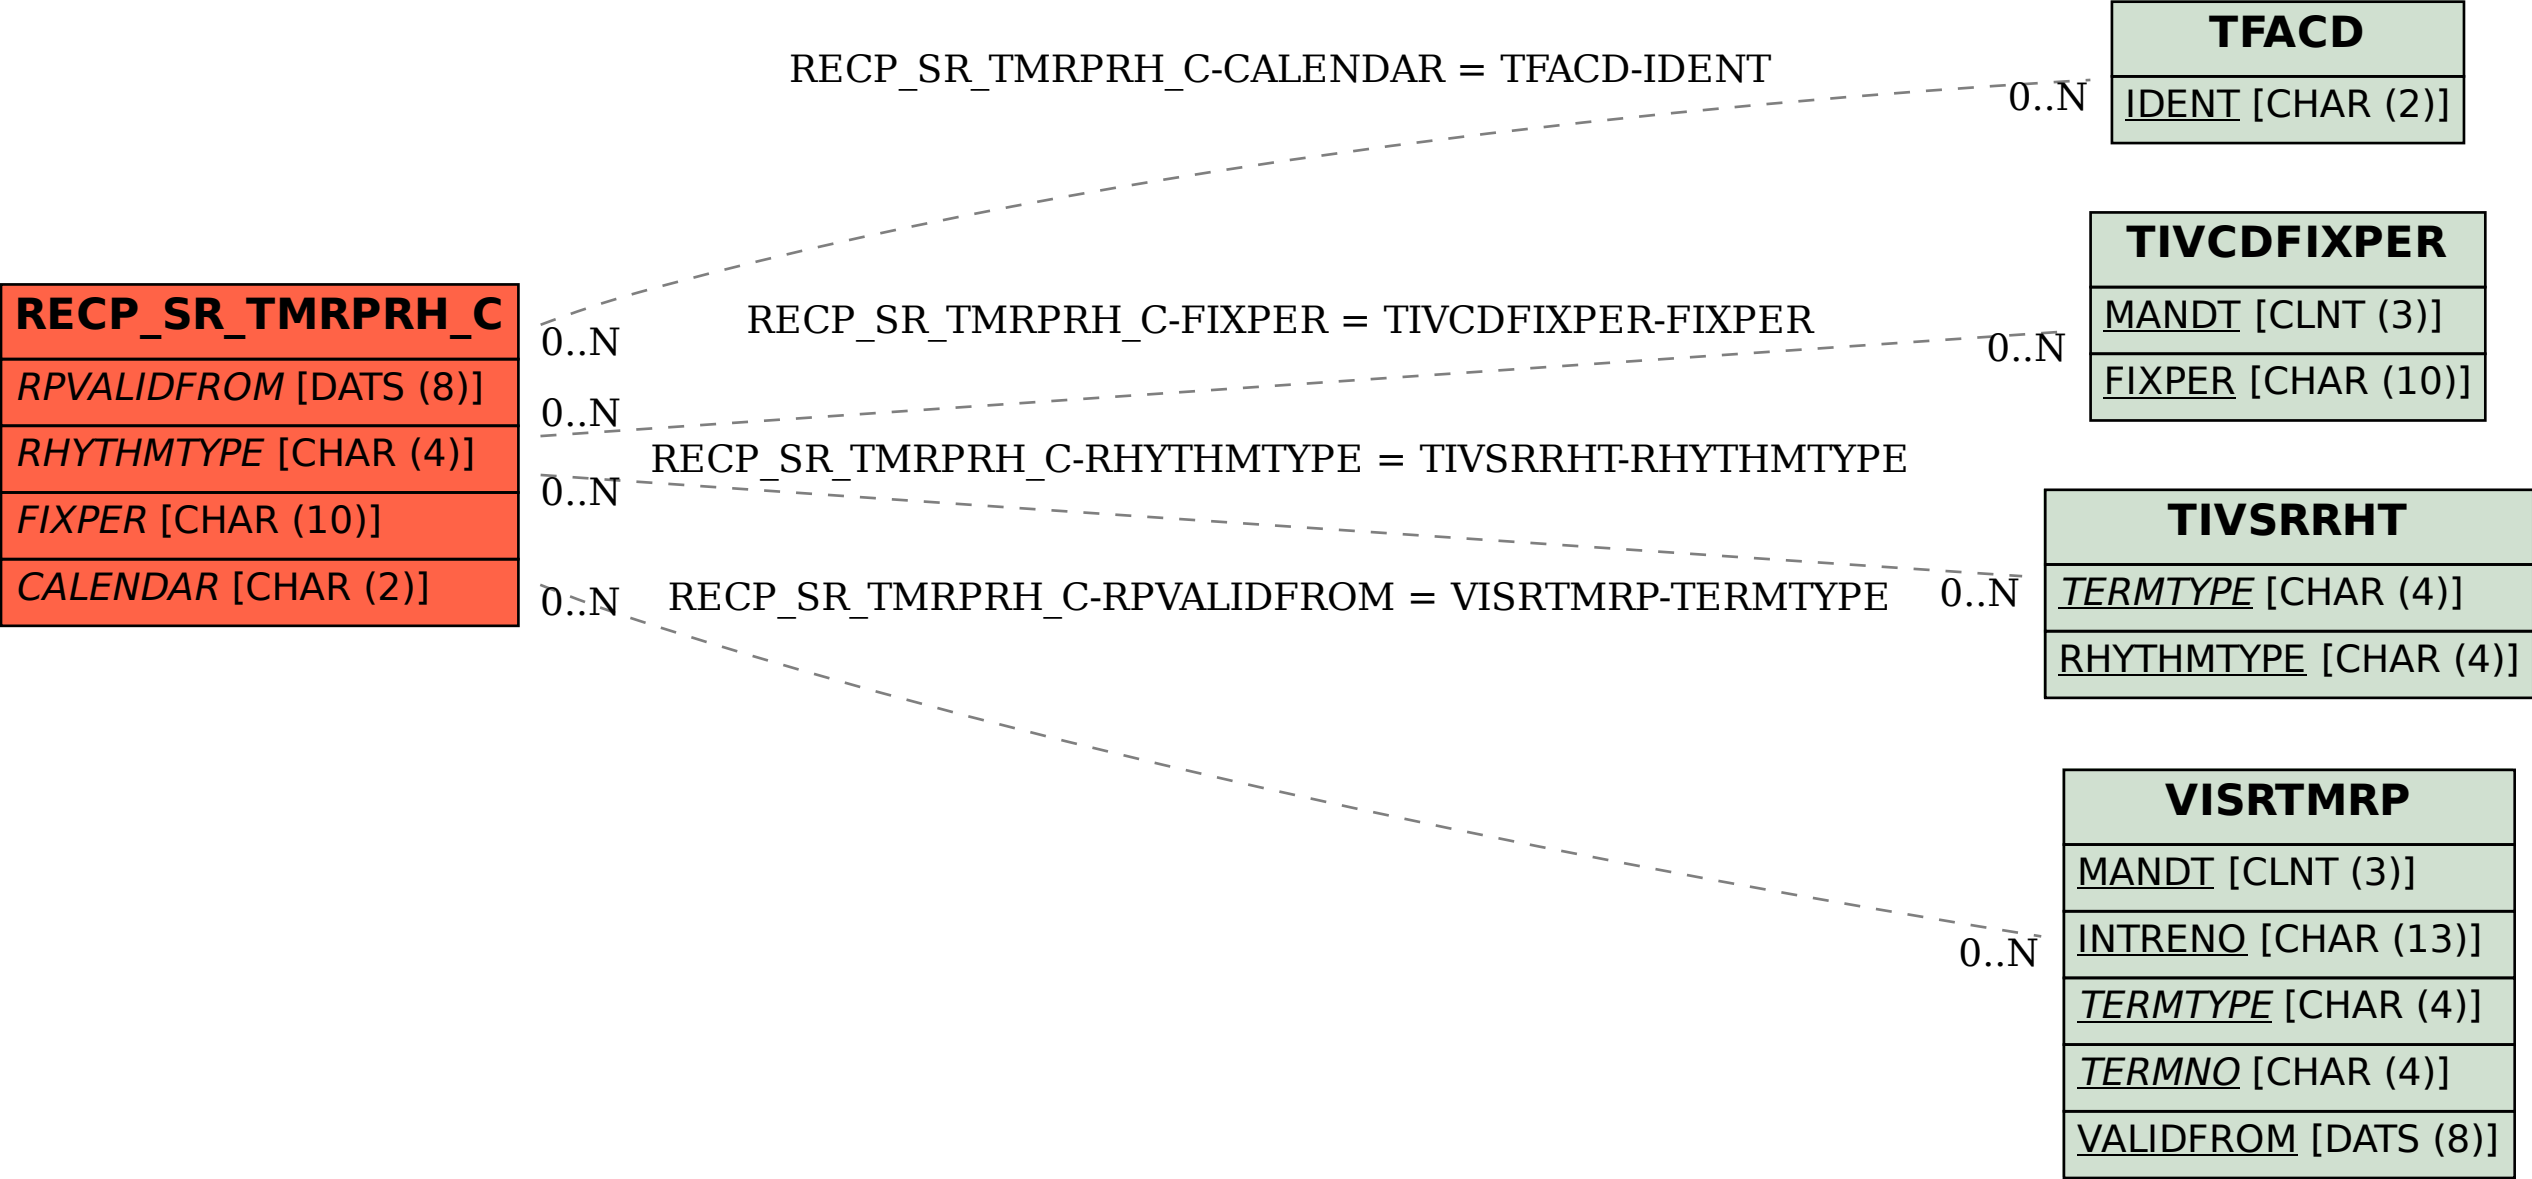 TFACD
IDENT [CHAR (2)]
RECP_SR_TMRPRH_C-CALENDAR = TFACD-IDENT
0..N
TIVCDFIXPER
MANDT [CLNT (3)]
FIXPER [CHAR (10)]
RECP_SR_TMRPRH_C
RPVALIDFROM [DATS (8)]
RHYTHMTYPE [CHAR (4)]
FIXPER [CHAR (10)]
CALENDAR [CHAR (2)]
0..N
RECP_SR_TMRPRH_C-FIXPER = TIVCDFIXPER-FIXPER
0..N
0..N
RECP_SR_TMRPRH_C-RHYTHMTYPE = TIVSRRHT-RHYTHMTYPE
0..N
TIVSRRHT
TERMTYPE [CHAR (4)]
RHYTHMTYPE [CHAR (4)]
0..N
RECP_SR_TMRPRH_C-RPVALIDFROM = VISRTMRP-TERMTYPE
0..N
VISRTMRP
MANDT [CLNT (3)]
INTRENO [CHAR (13)]
TERMTYPE [CHAR (4)]
TERMNO [CHAR (4)]
VALIDFROM [DATS (8)]
0..N